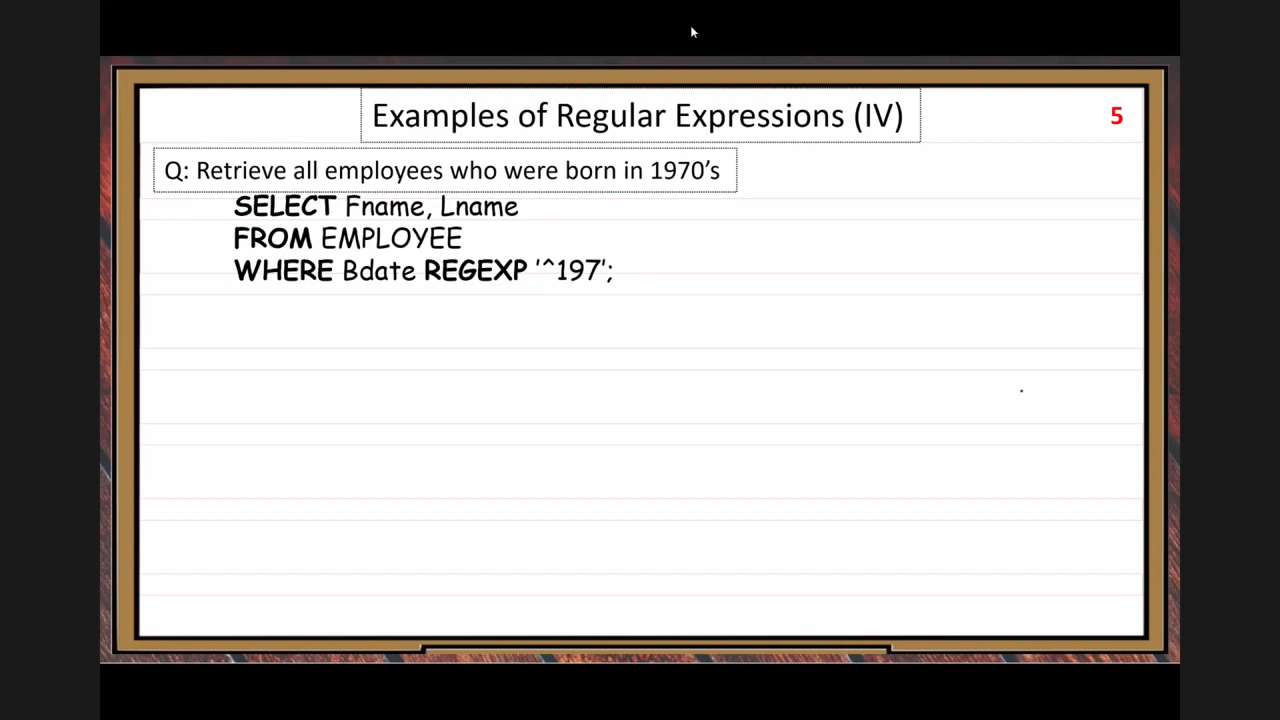 Examples of Regular Expressions (IV)
5
Q: Retrieve all employees who were born in 1970’s
SELECT Fname, Lname
FROM EMPLOYEE
WHERE Bdate REGEXP '^197';